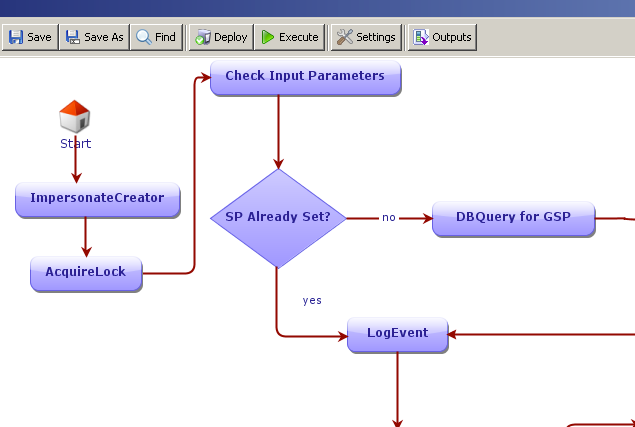 Save
Save As
Find
Deploy
Execute
Settings
Outputs
Check Input Parameters
Start
ImpersonateCreator
SP Already Set?
no
DBQuery for GSP
AcquireLock
yes
LogEvent